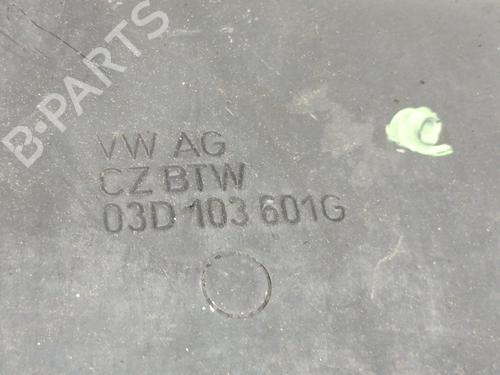 B-PARTS
VW AG
CZ BTW
03D 103 601G